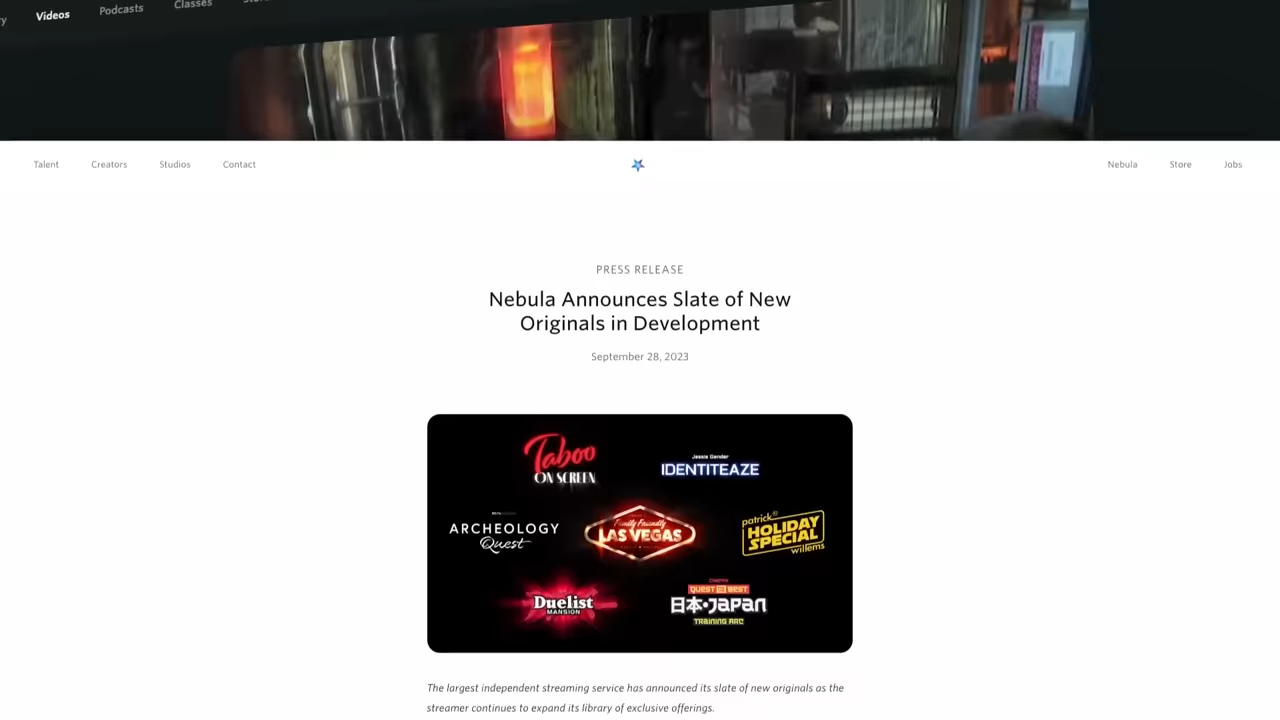 Videos
Podcasts
Classes
Talent
Creators
Studios
Contact
Nebula
Store
Jobs
PRESS RELEASE
Nebula Announces Slate of New
Originals in Development
September 28, 2023
Taboo
ON SCREEN
Jessie Gender
IDENTITEAZE
ARCHEOLOGY
Quest
Family Friendly
LAS VEGAS
patrick
HOLIDAY
SPECIAL
willems
Duelist
MANSION
QUEST
BEST
日本・JAPAN
TRAINING ARC
The largest independent streaming service has announced its slate of new originals as the
streamer continues to expand its library of exclusive offerings.